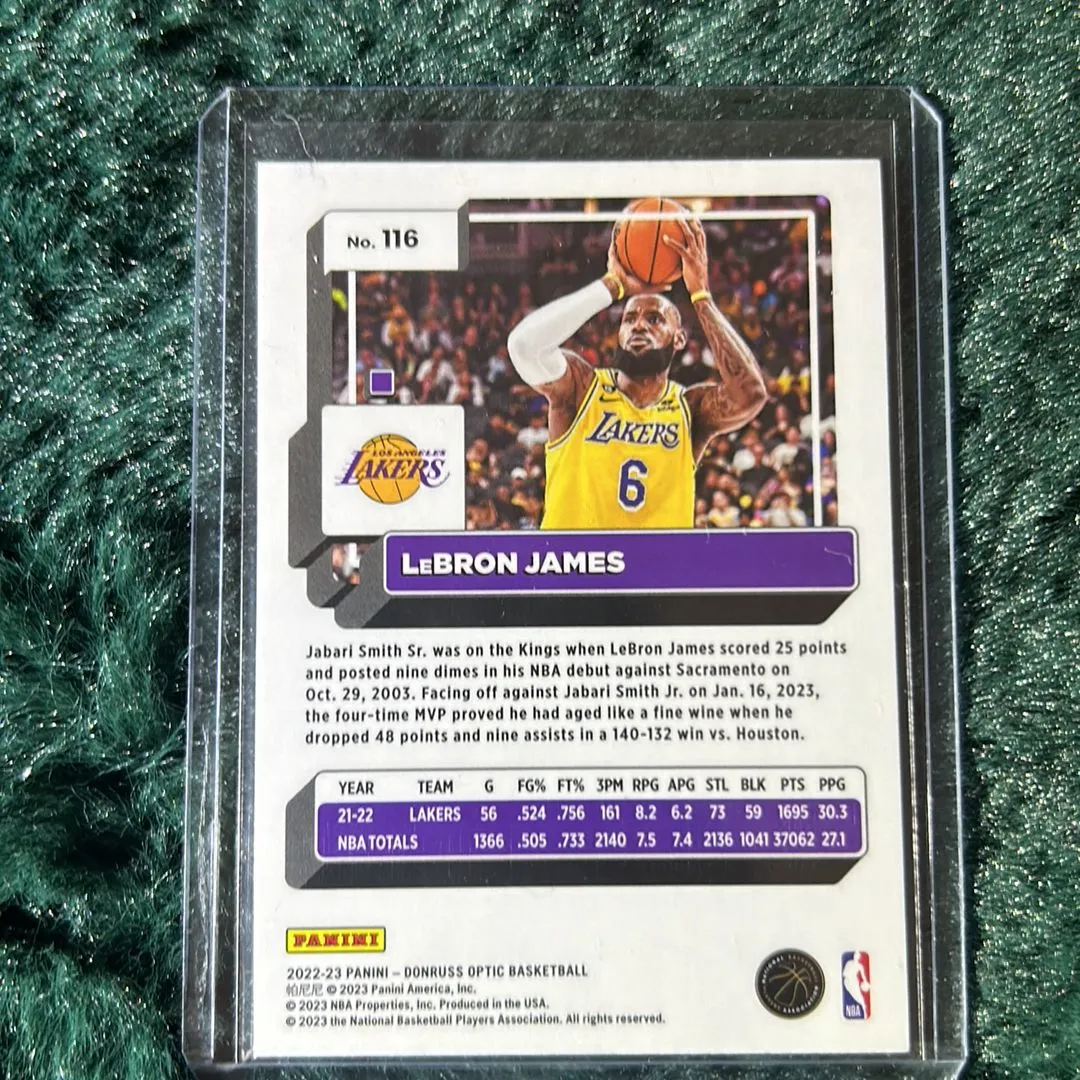 No. 116
LAKERS
6
LOS ANGELES
LAKERS
LeBRON JAMES
Jabari Smith Sr. was on the Kings when LeBron James scored 25 points
and posted nine dimes in his NBA debut against Sacramento on
Oct. 29, 2003. Facing off against Jabari Smith Jr. on Jan. 16, 2023,
the four-time MVP proved he had aged like a fine wine when he
dropped 48 points and nine assists in a 140-132 win vs. Houston.
YEAR TEAM G FG% FT% 3PM RPG APG STL BLK PTS PPG
21-22 LAKERS 56 .524 .756 161 8.2 6.2 73 59 1695 30.3
NBA TOTALS 1366 .505 .733 2140 7.5 7.4 2136 1041 37062 27.1
PANINI
2022-23 PANINI – DONRUSS OPTIC BASKETBALL
帕尼尼 © 2023 Panini America, Inc.
© 2023 NBA Properties, Inc. Produced in the USA.
© 2023 the National Basketball Players Association. All rights reserved.
NBA